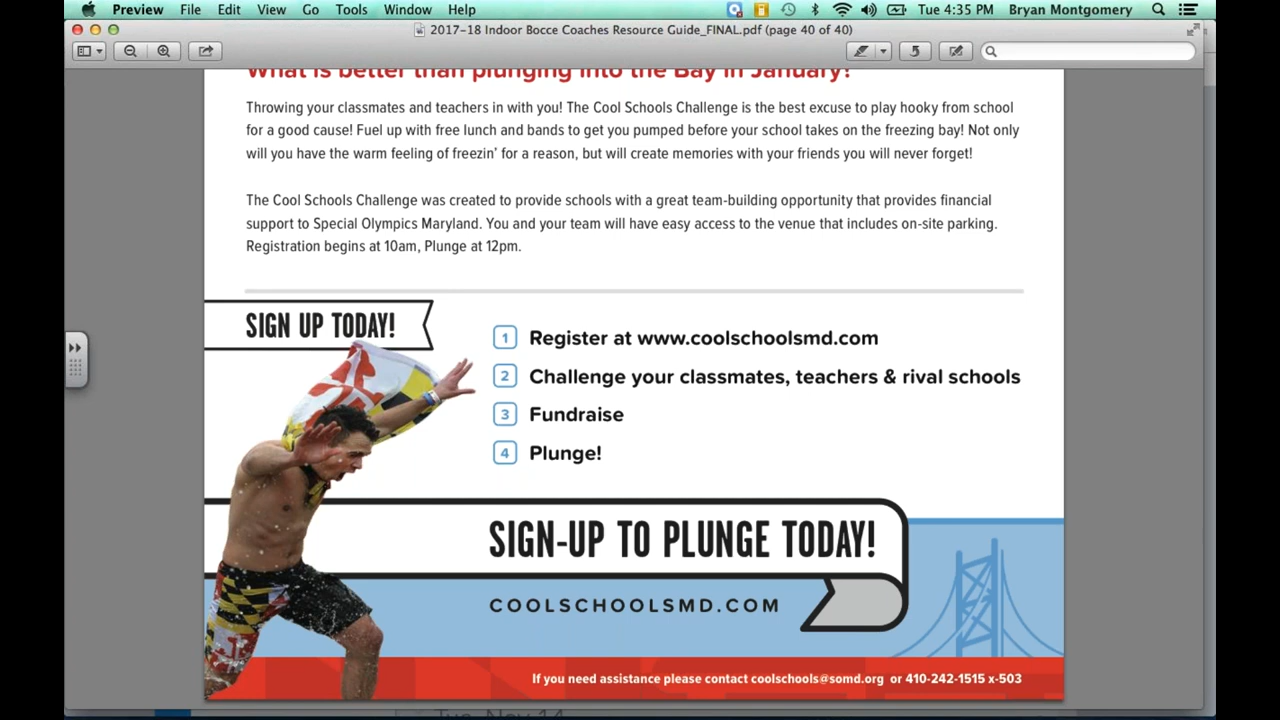 Preview File Edit View Go Tools Window Help Tue 4:35 PM Bryan Montgomery
2017-18 Indoor Bocce Coaches Resource Guide_FINAL.pdf (page 40 of 40)
What is better than plunging into the Bay in January?
Throwing your classmates and teachers in with you! The Cool Schools Challenge is the best excuse to play hooky from school
for a good cause! Fuel up with free lunch and bands to get you pumped before your school takes on the freezing bay! Not only
will you have the warm feeling of freezin’ for a reason, but will create memories with your friends you will never forget!
The Cool Schools Challenge was created to provide schools with a great team-building opportunity that provides financial
support to Special Olympics Maryland. You and your team will have easy access to the venue that includes on-site parking.
Registration begins at 10am, Plunge at 12pm.
SIGN UP TODAY!
1 Register at www.coolschoolsmd.com
2 Challenge your classmates, teachers & rival schools
3 Fundraise
4 Plunge!
SIGN-UP TO PLUNGE TODAY!
COOLSCHOOLSMD.COM
If you need assistance please contact coolschools@somd.org or 410-242-1515 x-503
Tue, Nov 14